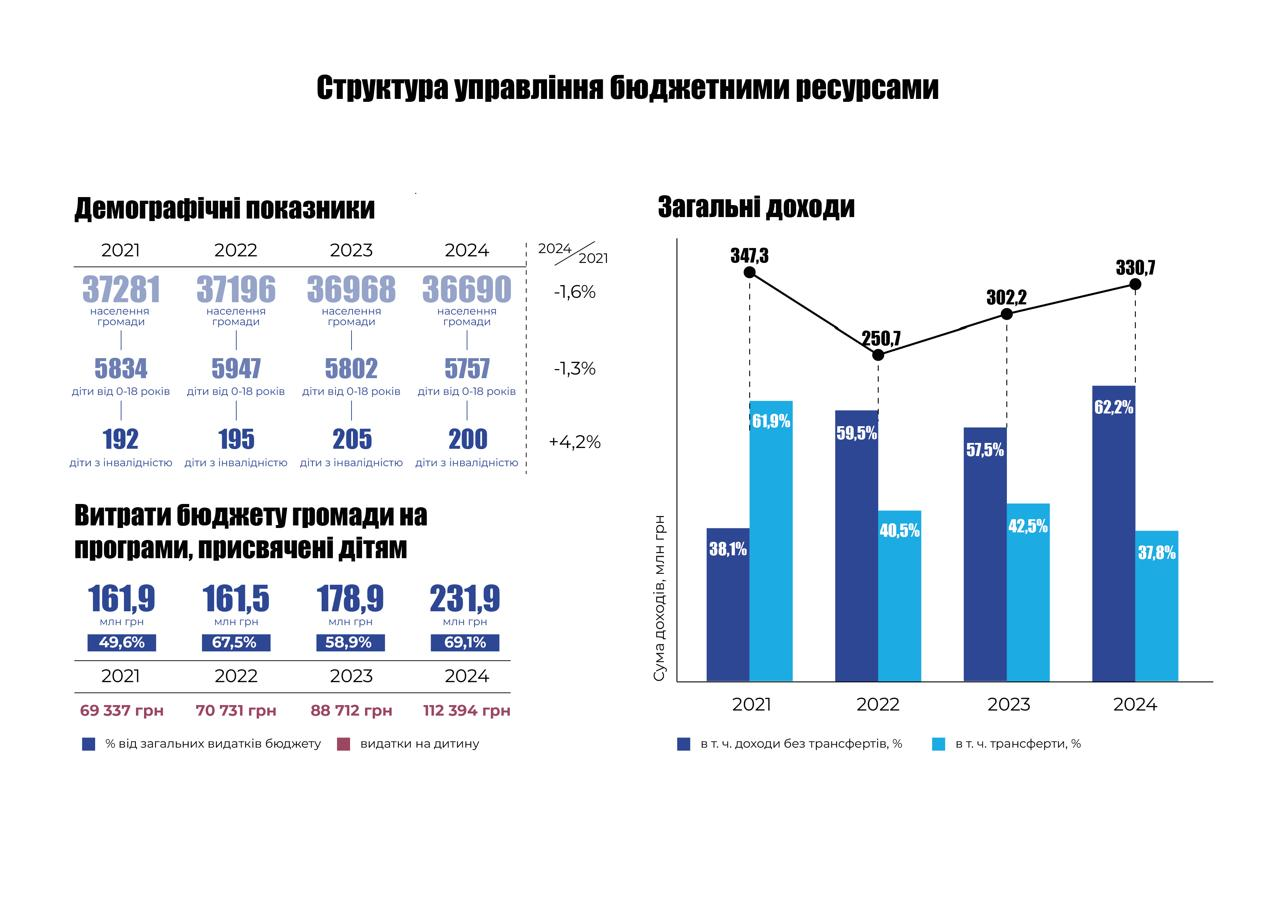 Структура управління бюджетними ресурсами
Демографічні показники
2021 2022 2023 2024 2024/2021
37281 37196 36968 36690 -1,6%
населення населення населення населення
громади громади громади громади
5834 5947 5802 5757 -1,3%
діти від 0-18 років діти від 0-18 років діти від 0-18 років діти від 0-18 років
192 195 205 200 +4,2%
діти з інвалідністю діти з інвалідністю діти з інвалідністю діти з інвалідністю
Витрати бюджету громади на
програми, присвячені дітям
161,9 161,5 178,9 231,9
млн грн млн грн млн грн млн грн
49,6% 67,5% 58,9% 69,1%
2021 2022 2023 2024
69 337 грн 70 731 грн 88 712 грн 112 394 грн
% від загальних видатків бюджету видатки на дитину
Загальні доходи
347,3 250,7 302,2 330,7
38,1% 61,9% 59,5% 40,5% 57,5% 42,5% 62,2% 37,8%
Сума доходів, млн грн
2021 2022 2023 2024
в т. ч. доходи без трансфертів, % в т. ч. трансферти, %